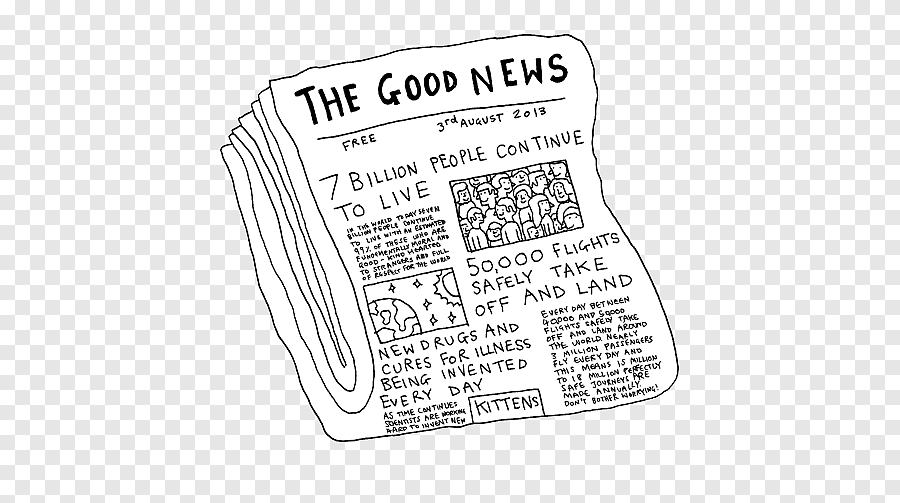 THE GOOD NEWS
FREE
3rd AUGUST 2013
7 BILLION PEOPLE CONTINUE
TO LIVE
IN THE WORLD TODAY SEVEN
BILLION PEOPLE CONTINUE
TO LIVE WITH AN ESTIMATED
99% OF THESE WHO ARE
FUNDEMENTALLY MORAL AND
GOOD - KIND HEARTED
TO STRANGERS AND FULL
OF RESPECT FOR THE WORLD
50,000 FLIGHTS
SAFELY TAKE
OFF AND LAND
EVERY DAY BETWEEN
40,000 AND 50,000
FLIGHTS SAFELY TAKE
OFF AND LAND AROUND
THE WORLD. NEARLY
3 MILLION PASSENGERS
FLY EVERY DAY AND
THIS MEANS 15 MILLION
TO 18 MILLION PERFECTLY
SAFE JOURNEYS ARE
MADE ANNUALLY.
DON'T BOTHER WORRYING!
NEW DRUGS AND
CURES FOR ILLNESS
BEING INVENTED
EVERY DAY
AS TIME CONTINUES
SCIENTISTS ARE WORKING
HARD TO INVENT NEW
KITTENS